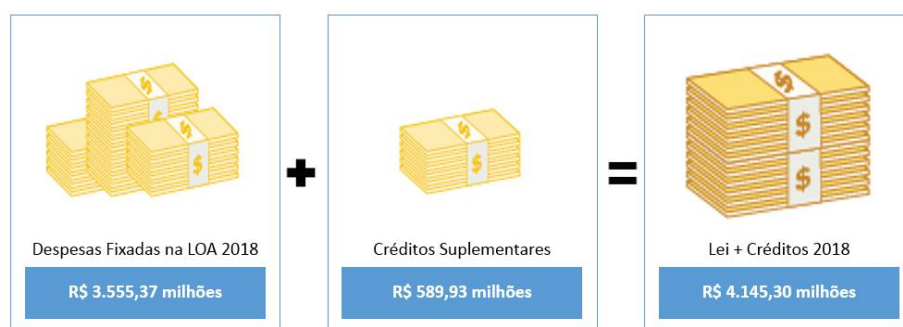 Despesas Fixadas na LOA 2018
R$ 3.555,37 milhões
+
Créditos Suplementares
R$ 589,93 milhões
=
Lei + Créditos 2018
R$ 4.145,30 milhões